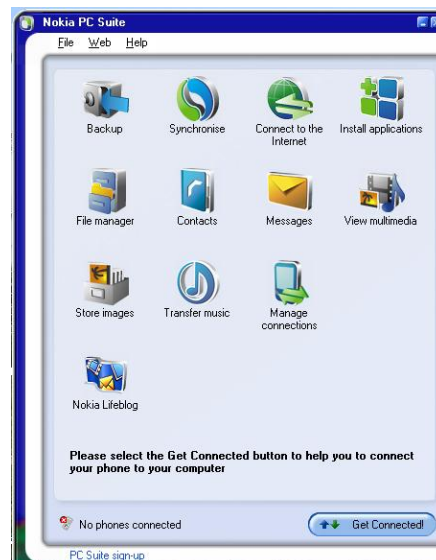 Nokia PC Suite
File Web Help
Backup
Synchronise
Connect to the
Internet
Install applications
File manager
Contacts
Messages
View multimedia
Store images
Transfer music
Manage
connections
Nokia Lifeblog
Please select the Get Connected button to help you to connect
your phone to your computer
No phones connected
Get Connected!
PC Suite sign-up